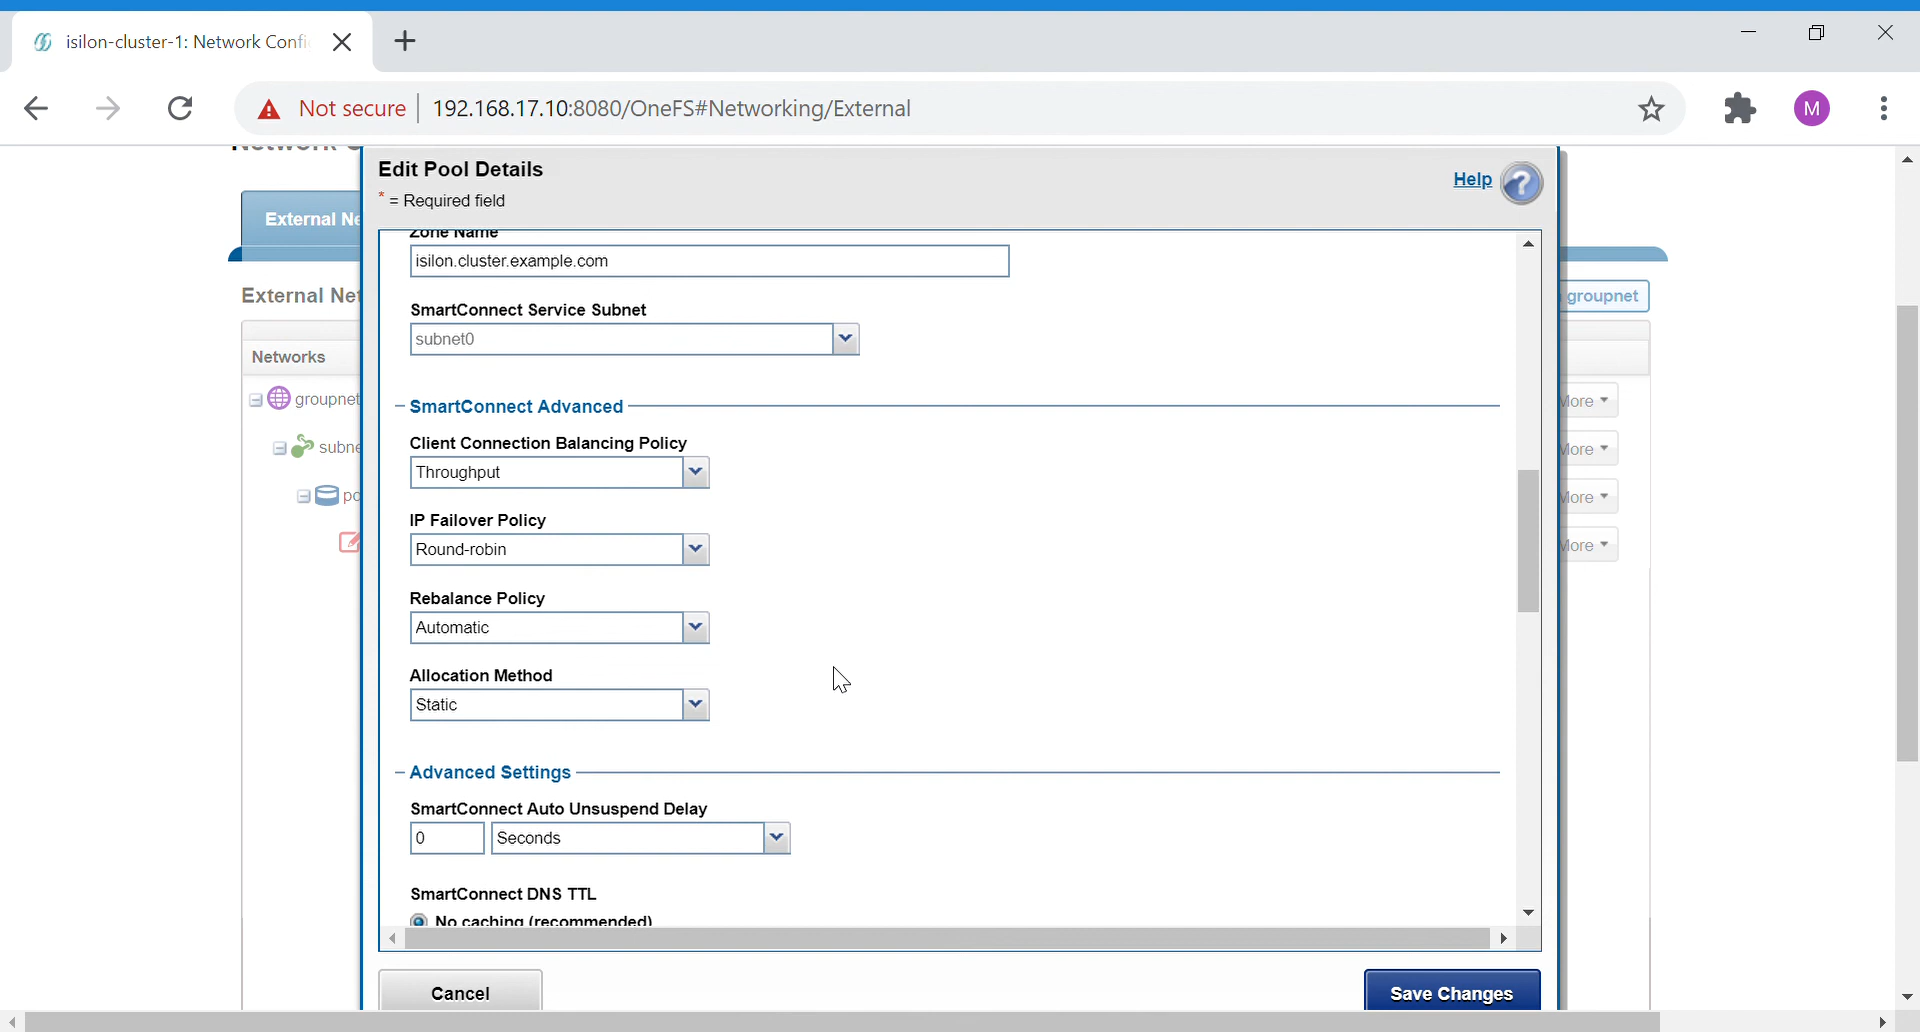 isilon-cluster-1: Network Confi
Not secure
192.168.17.10:8080/OneFS#Networking/External
M
Edit Pool Details
* = Required field
Help
External Ne
Zone Name
isilon.cluster.example.com
External Net
groupnet
SmartConnect Service Subnet
subnet0
Networks
groupnet
More
SmartConnect Advanced
Client Connection Balancing Policy
subne
More
Throughput
po
More
IP Failover Policy
Round-robin
More
Rebalance Policy
Automatic
Allocation Method
Static
Advanced Settings
SmartConnect Auto Unsuspend Delay
0 Seconds
SmartConnect DNS TTL
No caching (recommended)
Cancel
Save Changes